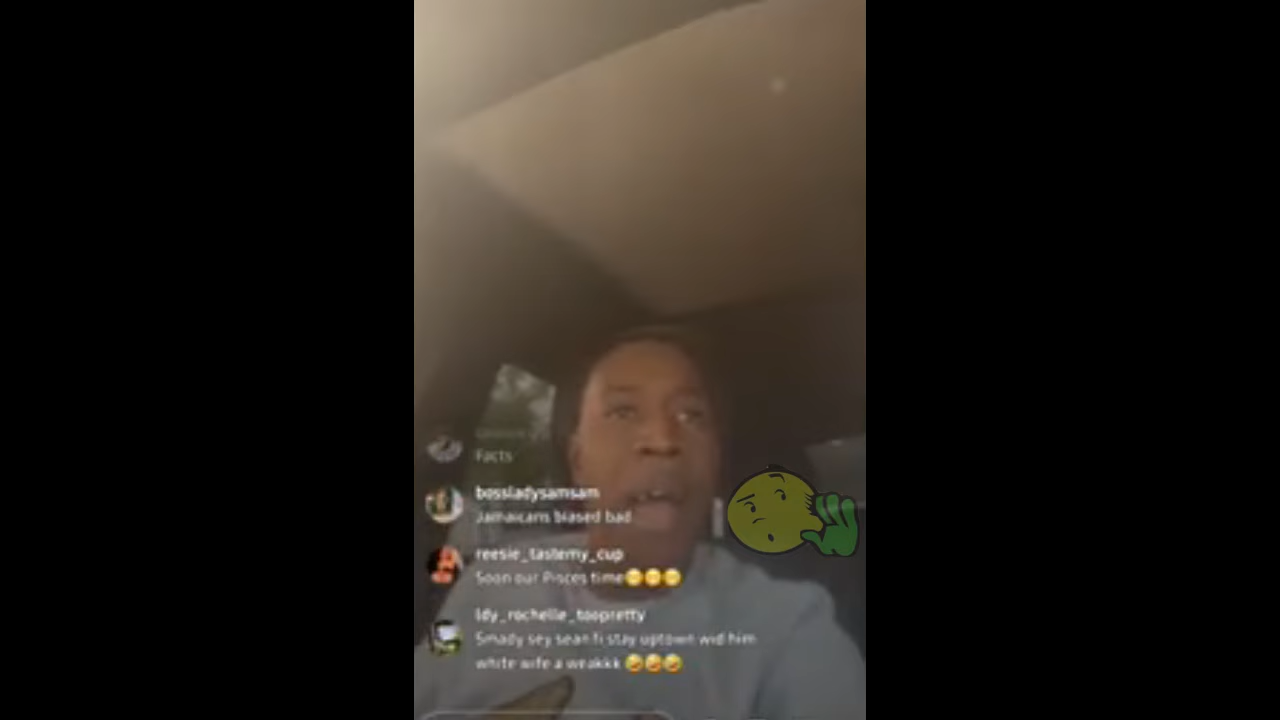 Facts
bossladysamsam
Jamaicans biased bad
reesie_tastemy_cup
Soon our Pisces time😁😁😁
ldy_rochelle_toopretty
Smady sey sean fi stay uptown wid him
white wife a weakkk 🤣🤣🤣